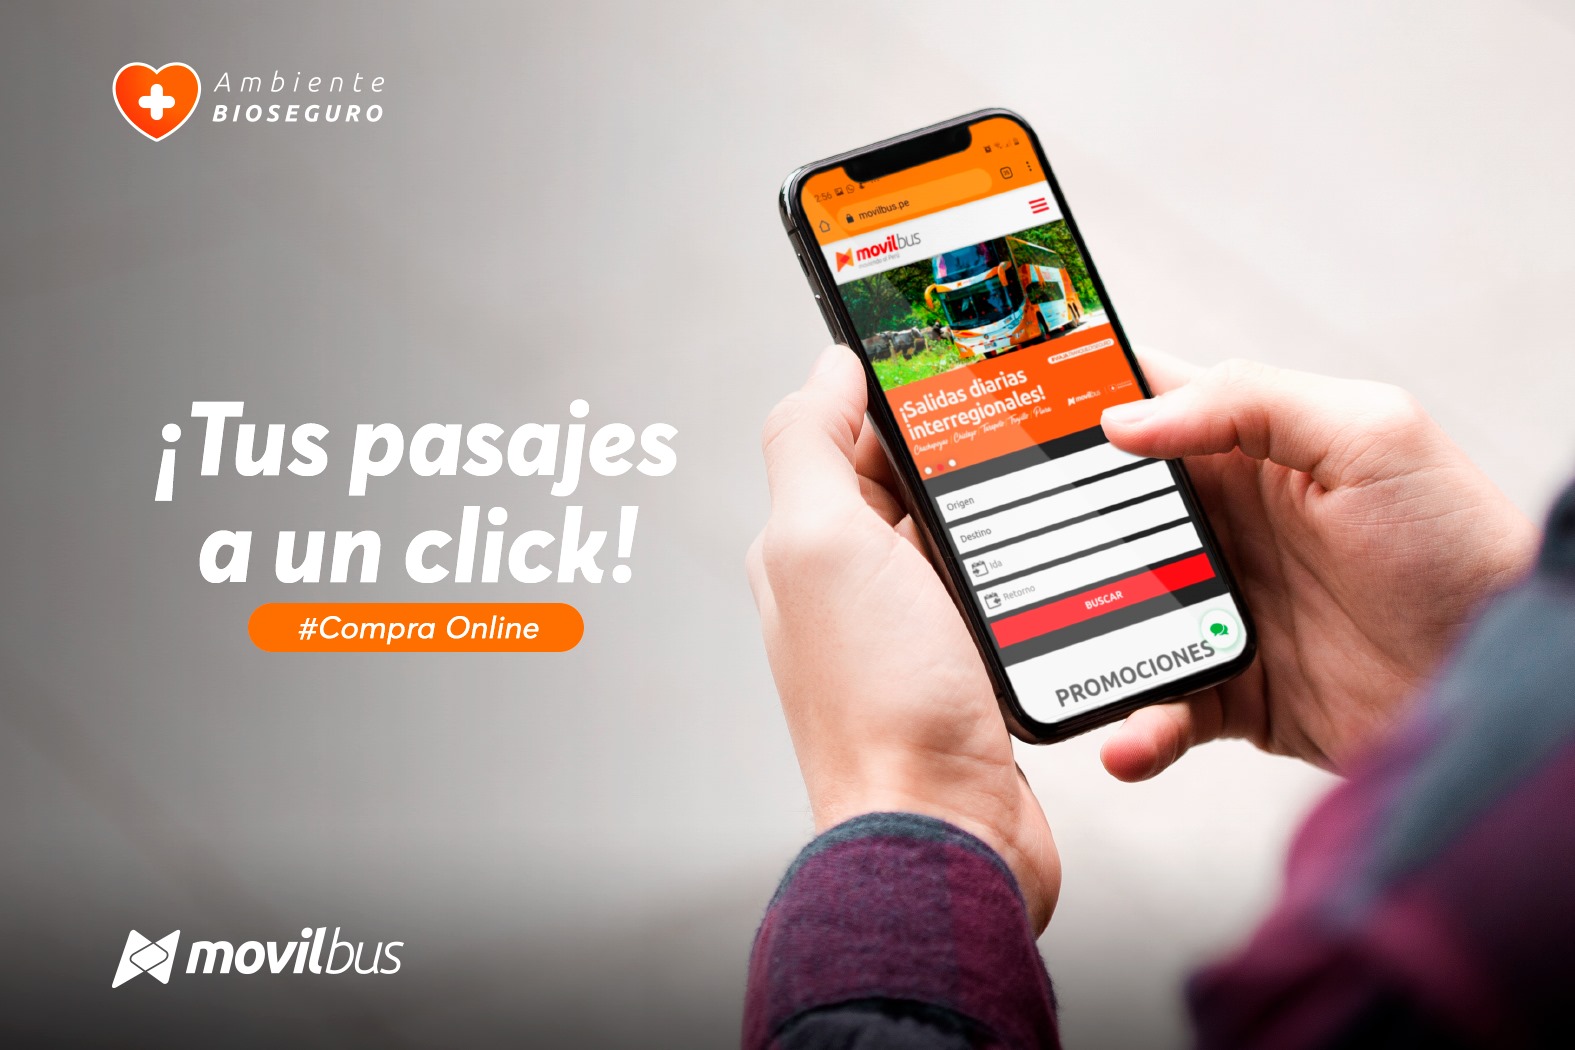 Ambiente
BIOSEGURO
¡Tus pasajes
a un click!
#Compra Online
movilbus
2:56
movilbus.pe
movilbus
¡Salidas diarias
interregionales!
movilbus
Origen
Destino
Ida
Retorno
BUSCAR
PROMOCIONES